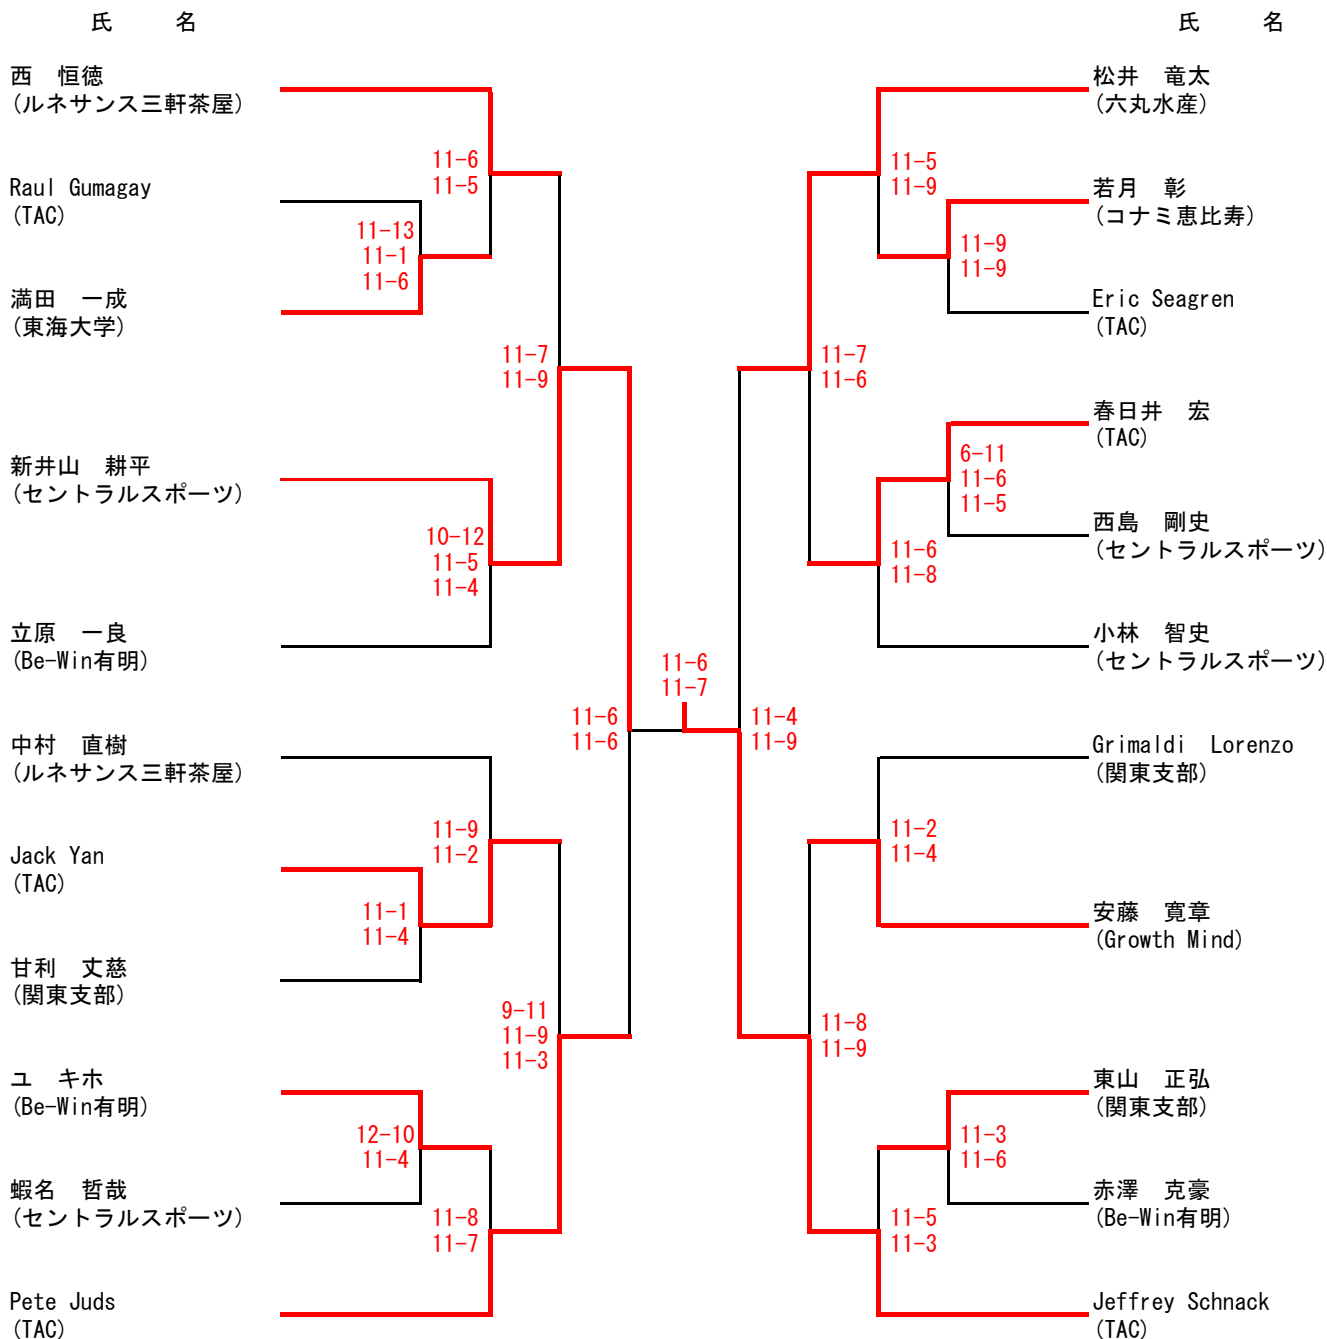 氏　名
氏　名
西　恒徳
(ルネサンス三軒茶屋)
Raul Gumagay
(TAC)
満田　一成
(東海大学)
新井山　耕平
(セントラルスポーツ)
立原　一良
(Be-Win有明)
中村　直樹
(ルネサンス三軒茶屋)
Jack Yan
(TAC)
甘利　丈慈
(関東支部)
ユ　キホ
(Be-Win有明)
蝦名　哲哉
(セントラルスポーツ)
Pete Juds
(TAC)
11-6
11-5
11-13
11-1
11-6
11-7
11-9
10-12
11-5
11-4
11-6
11-6
11-9
11-2
11-1
11-4
9-11
11-9
11-3
12-10
11-4
11-8
11-7
11-6
11-7
11-4
11-9
11-5
11-9
11-9
11-9
11-7
11-6
6-11
11-6
11-5
11-6
11-8
11-2
11-4
11-8
11-9
11-3
11-6
11-5
11-3
松井　竜太
(六丸水産)
若月　彰
(コナミ恵比寿)
Eric Seagren
(TAC)
春日井　宏
(TAC)
西島　剛史
(セントラルスポーツ)
小林　智史
(セントラルスポーツ)
Grimaldi Lorenzo
(関東支部)
安藤　寛章
(Growth Mind)
東山　正弘
(関東支部)
赤澤　克豪
(Be-Win有明)
Jeffrey Schnack
(TAC)